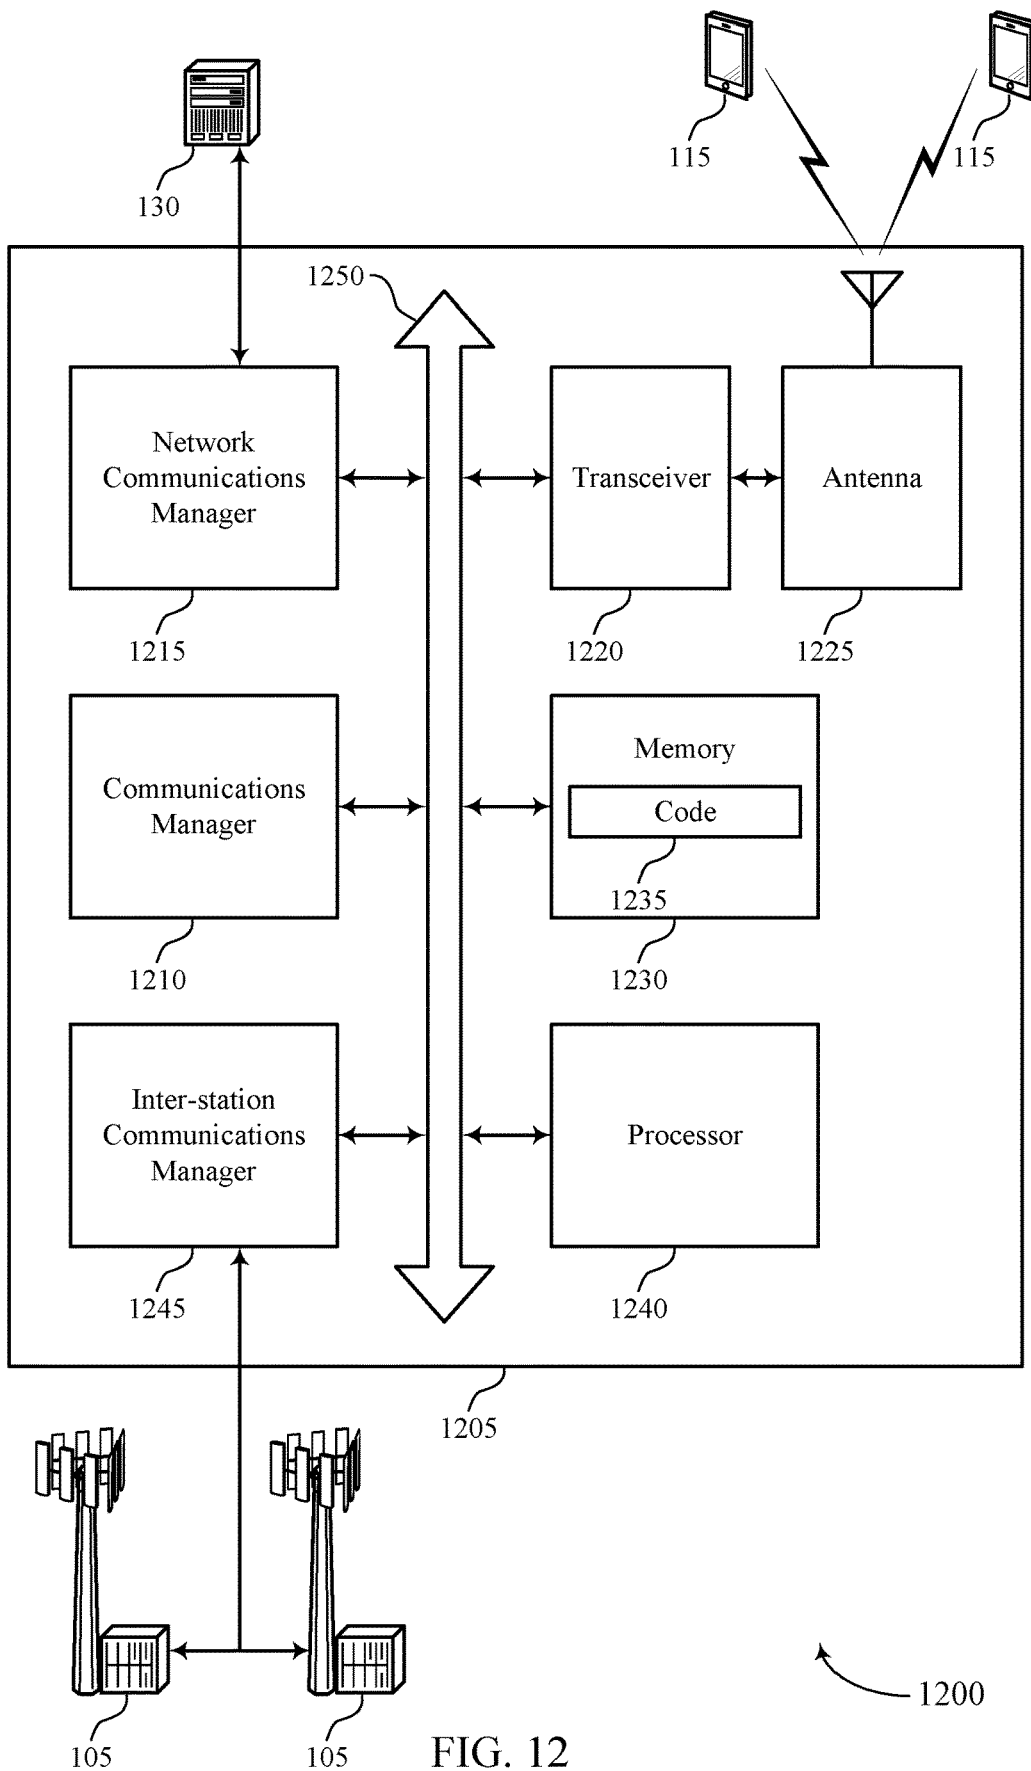 115
115
130
1250
Network
Communications
Manager
Transceiver
Antenna
1215
1220
1225
Communications
Manager
Memory
Code
1235
1210
1230
Inter-station
Communications
Manager
Processor
1245
1240
1205
1200
105
105
FIG. 12